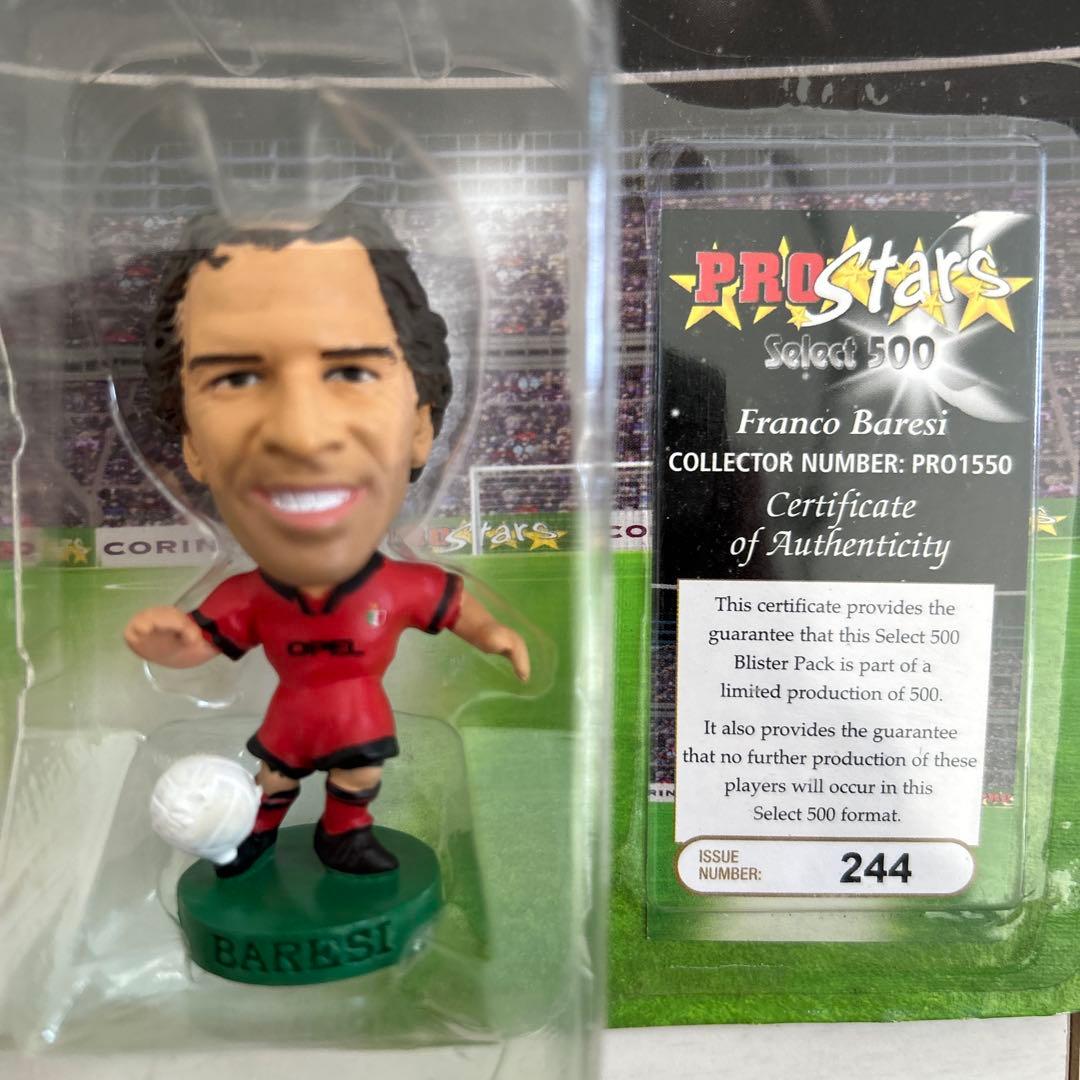 PROStars
Select 500
Franco Baresi
COLLECTOR NUMBER: PRO1550
Certificate
of Authenticity
This certificate provides the
guarantee that this Select 500
Blister Pack is part of a
limited production of 500.
It also provides the guarantee
that no further production of these
players will occur in this
Select 500 format.
ISSUE
NUMBER:
244
CORIN
Stars
CO
OPEL
BARESI